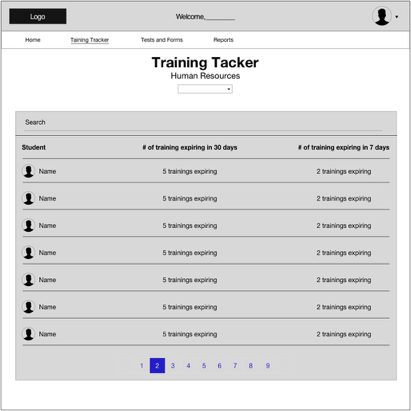 Logo
Welcome,________
Home Taining Tracker Tests and Forms Reports
Training Tacker
Human Resources
Search
Student # of training expiring in 30 days # of training expiring in 7 days
Name 5 trainings expiring 2 trainings expiring
Name 5 trainings expiring 2 trainings expiring
Name 5 trainings expiring 2 trainings expiring
Name 5 trainings expiring 2 trainings expiring
Name 5 trainings expiring 2 trainings expiring
Name 5 trainings expiring 2 trainings expiring
Name 5 trainings expiring 2 trainings expiring
1 2 3 4 5 6 7 8 9